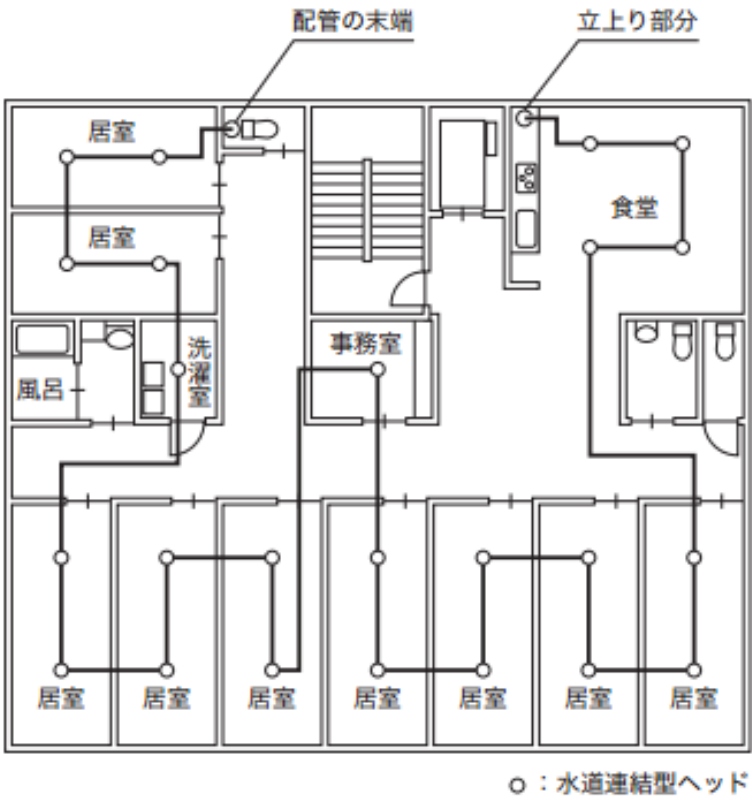 配管の末端
立上り部分
居室
食堂
居室
事務室
洗濯室
風呂
居室
居室
居室
居室
居室
居室
居室
○：水道連結型ヘッド